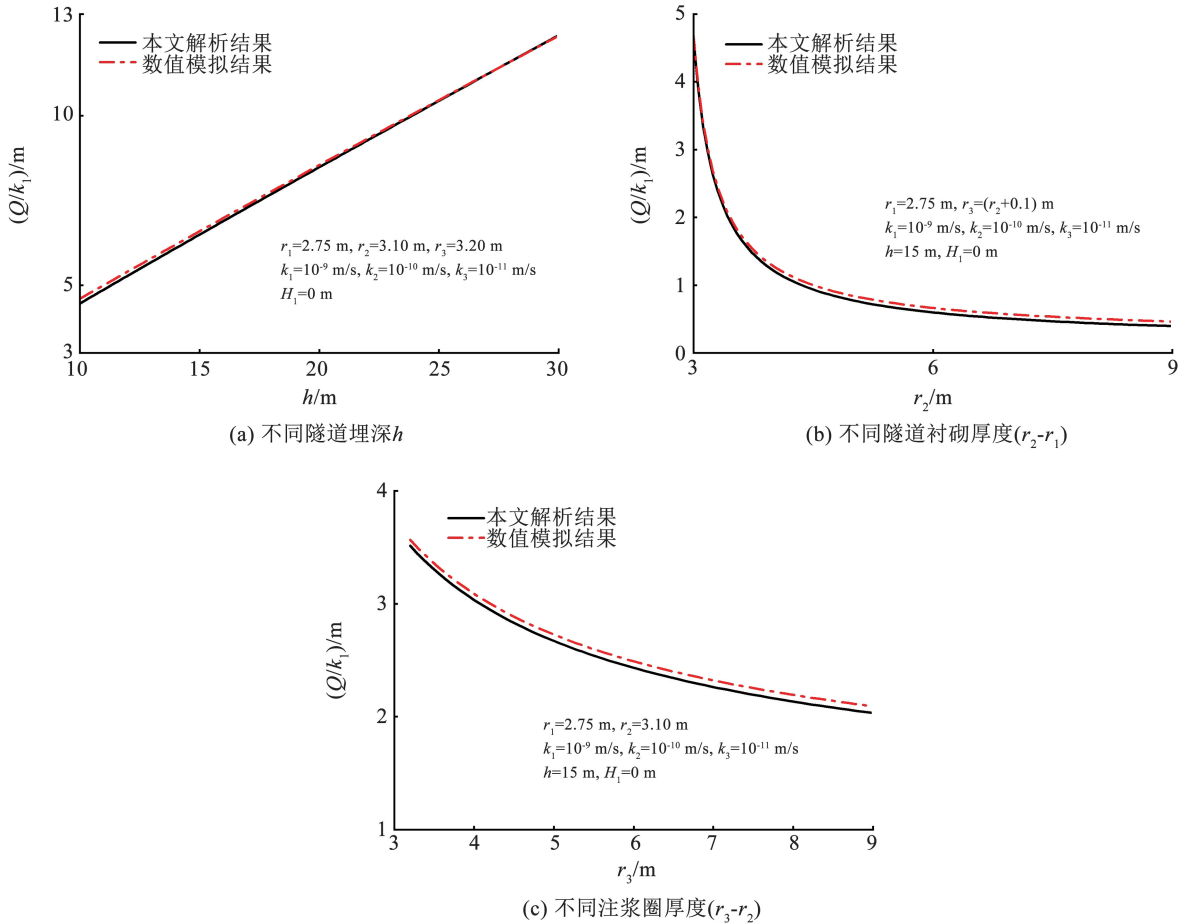 13
10
5
3
(Q/k₁)/m
本文解析结果
数值模拟结果
r₁=2.75 m, r₂=3.10 m, r₃=3.20 m
k₁=10⁻⁹ m/s, k₂=10⁻¹⁰ m/s, k₃=10⁻¹¹ m/s
H₁=0 m
10 15 20 25 30
h/m
(a) 不同隧道埋深h
5
4
3
2
1
0
(Q/k₁)/m
本文解析结果
数值模拟结果
r₁=2.75 m, r₃=(r₂+0.1) m
k₁=10⁻⁹ m/s, k₂=10⁻¹⁰ m/s, k₃=10⁻¹¹ m/s
h=15 m, H₁=0 m
3 6 9
r₂/m
(b) 不同隧道衬砌厚度(r₂-r₁)
4
3
2
1
(Q/k₁)/m
本文解析结果
数值模拟结果
r₁=2.75 m, r₂=3.10 m
k₁=10⁻⁹ m/s, k₂=10⁻¹⁰ m/s, k₃=10⁻¹¹ m/s
h=15 m, H₁=0 m
3 4 5 6 7 8 9
r₃/m
(c) 不同注浆圈厚度(r₃-r₂)